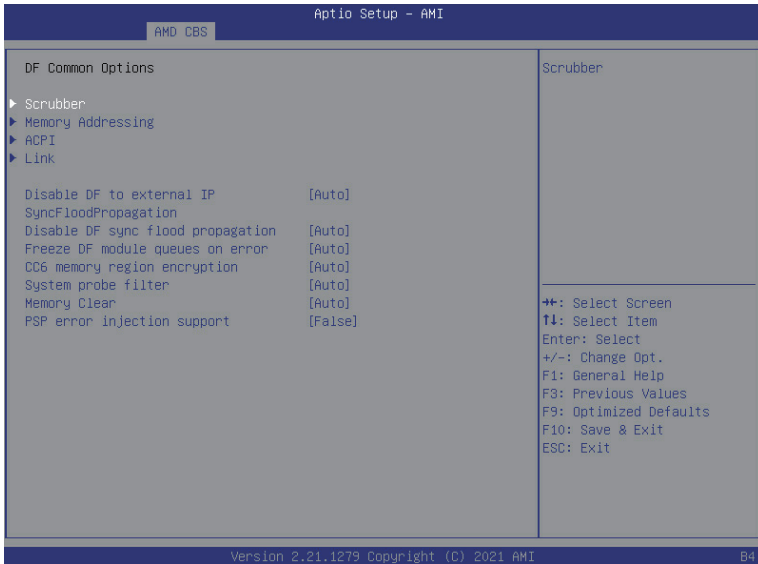 Aptio Setup - AMI
AMD CBS
DF Common Options
Scrubber
Memory Addressing
ACPI
Link
Disable DF to external IP [Auto]
SyncFloodPropagation
Disable DF sync flood propagation [Auto]
Freeze DF module queues on error [Auto]
CC6 memory region encryption [Auto]
System probe filter [Auto]
Memory Clear [Auto]
PSP error injection support [False]
Scrubber
→←: Select Screen
↑↓: Select Item
Enter: Select
+/-: Change Opt.
F1: General Help
F3: Previous Values
F9: Optimized Defaults
F10: Save & Exit
ESC: Exit
Version 2.21.1279 Copyright (C) 2021 AMI
B4